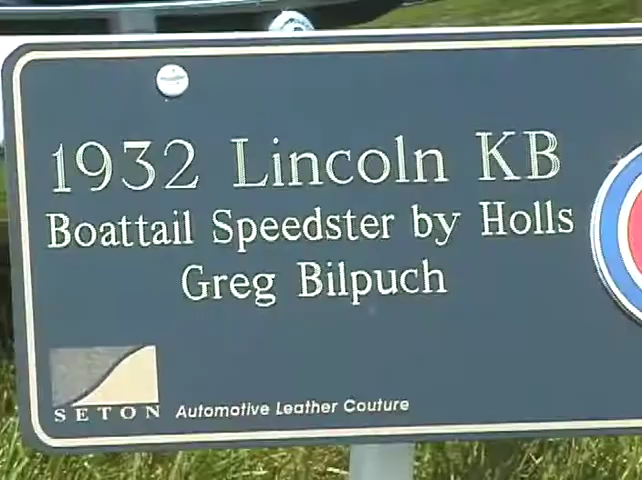 1932 Lincoln KB
Boattail Speedster by Holls
Greg Bilpuch
SETON Automotive Leather Couture